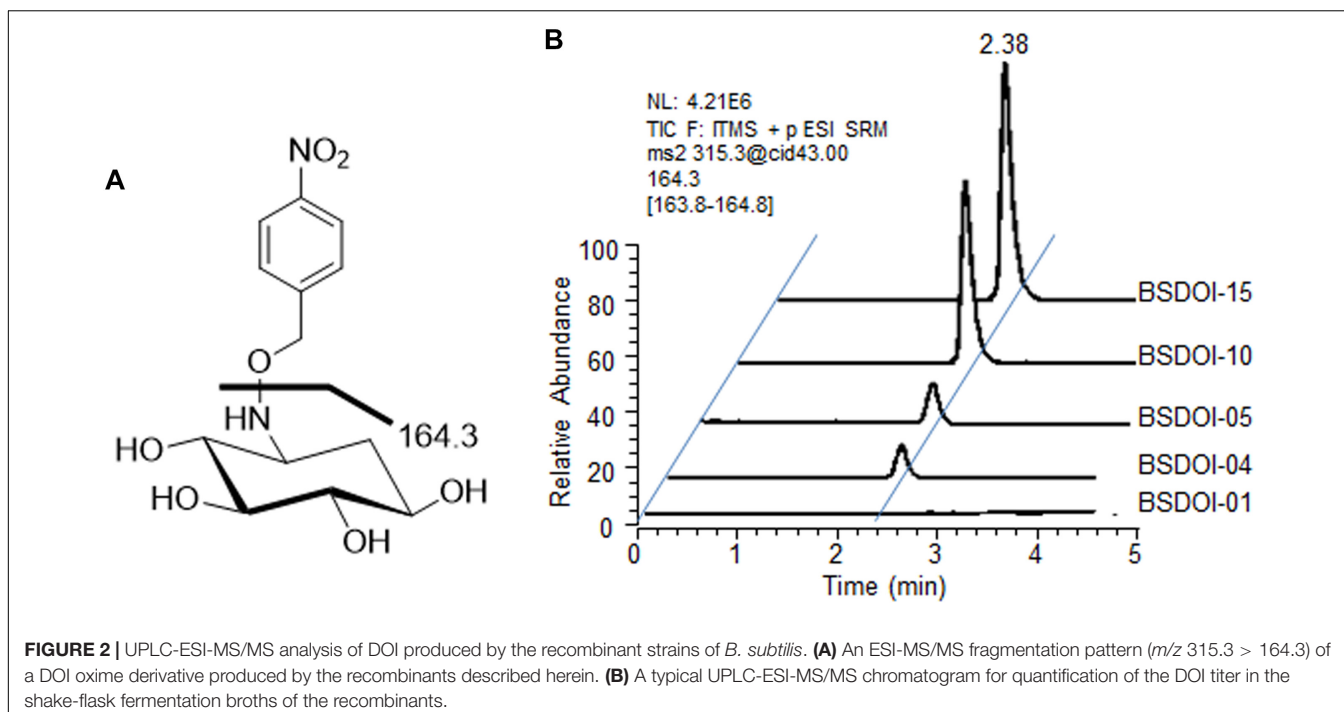 A
NO2
O
HN
164.3
HO
HO
OH
OH
B
2.38
NL: 4.21E6
TIC F: ITMS + p ESI SRM
ms2 315.3@cid43.00
164.3
[163.8-164.8]
100
80
60
40
20
0
Relative Abundance
BSDOI-15
BSDOI-10
BSDOI-05
BSDOI-04
BSDOI-01
0 1 2 3 4 5
Time (min)
FIGURE 2 | UPLC-ESI-MS/MS analysis of DOI produced by the recombinant strains of B. subtilis. (A) An ESI-MS/MS fragmentation pattern (m/z 315.3 > 164.3) of
a DOI oxime derivative produced by the recombinants described herein. (B) A typical UPLC-ESI-MS/MS chromatogram for quantification of the DOI titer in the
shake-flask fermentation broths of the recombinants.